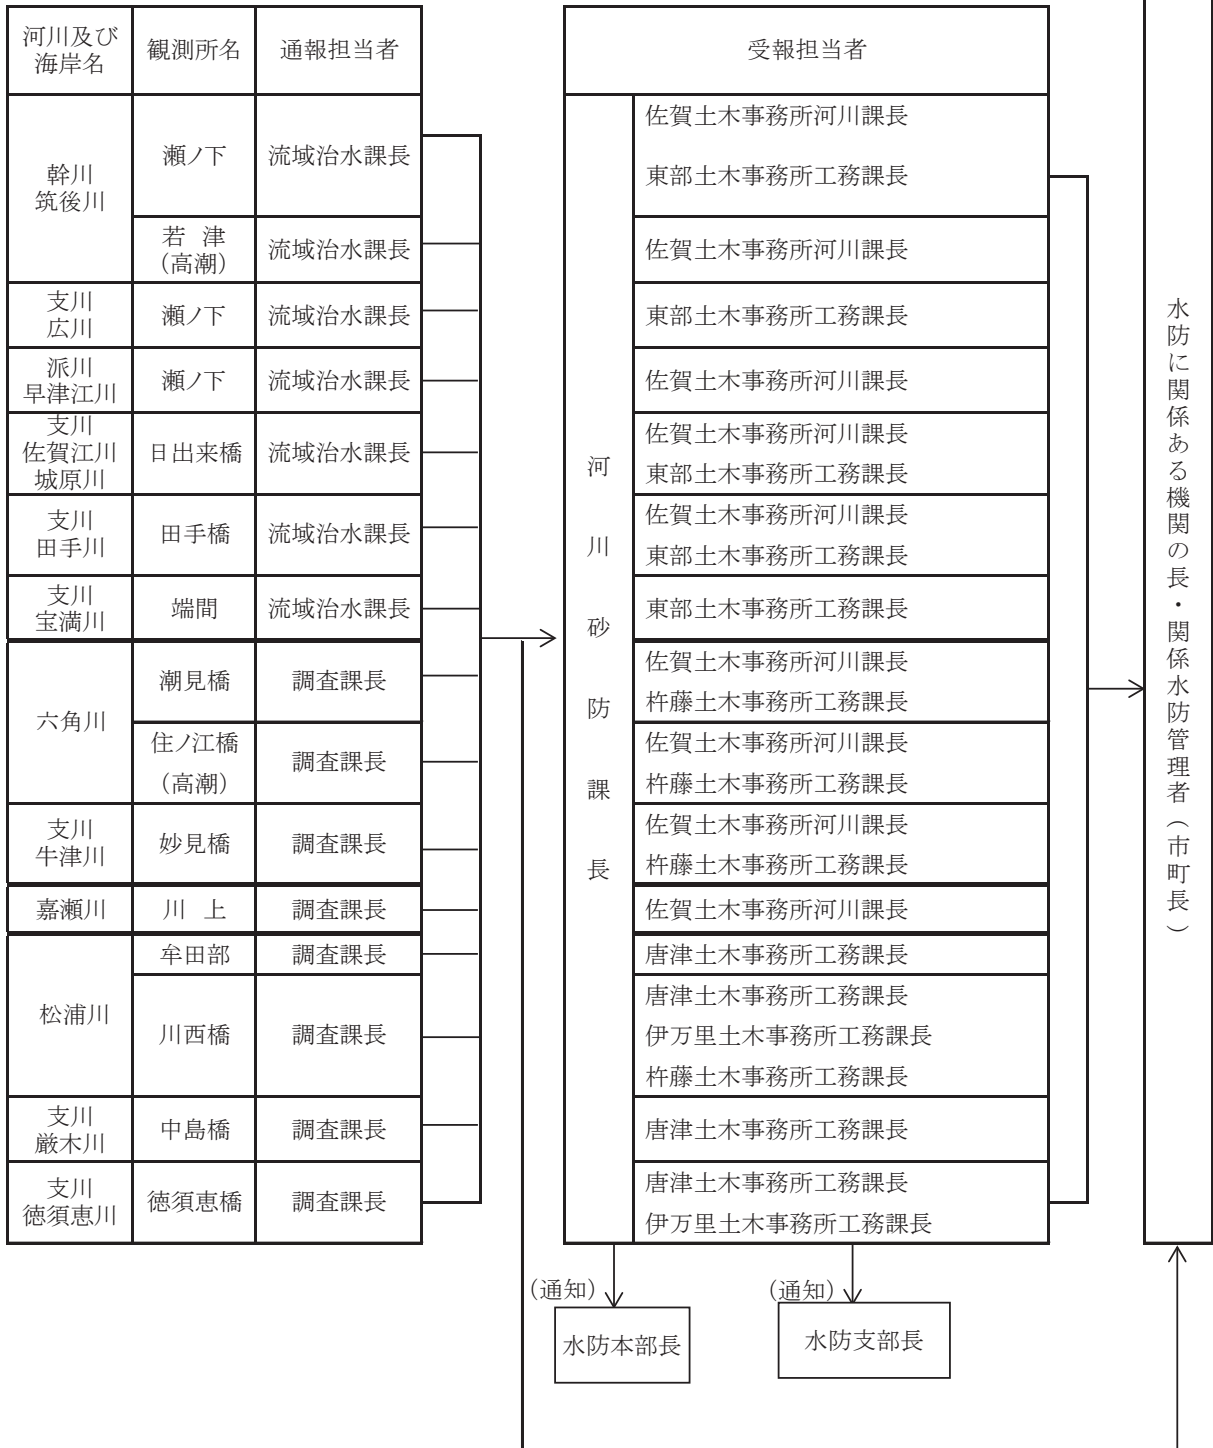 河川及び
海岸名
観測所名
通報担当者
受報担当者
幹川
筑後川
瀬ノ下
流域治水課長
佐賀土木事務所河川課長
東部土木事務所工務課長
若 津
（高潮）
流域治水課長
佐賀土木事務所河川課長
支川
広川
瀬ノ下
流域治水課長
東部土木事務所工務課長
派川
早津江川
瀬ノ下
流域治水課長
佐賀土木事務所河川課長
支川
佐賀江川
城原川
日出来橋
流域治水課長
佐賀土木事務所河川課長
東部土木事務所工務課長
支川
田手川
田手橋
流域治水課長
佐賀土木事務所河川課長
東部土木事務所工務課長
支川
宝満川
端間
流域治水課長
東部土木事務所工務課長
六角川
潮見橋
調査課長
佐賀土木事務所河川課長
杵藤土木事務所工務課長
住ノ江橋
（高潮）
調査課長
佐賀土木事務所河川課長
杵藤土木事務所工務課長
支川
牛津川
妙見橋
調査課長
佐賀土木事務所河川課長
杵藤土木事務所工務課長
嘉瀬川
川 上
調査課長
佐賀土木事務所河川課長
松浦川
牟田部
調査課長
唐津土木事務所工務課長
川西橋
調査課長
唐津土木事務所工務課長
伊万里土木事務所工務課長
杵藤土木事務所工務課長
支川
厳木川
中島橋
調査課長
唐津土木事務所工務課長
支川
徳須恵川
徳須恵橋
調査課長
唐津土木事務所工務課長
伊万里土木事務所工務課長
河川砂防課長
水防に関係ある機関の長・関係水防管理者（市町長）
（通知）
水防本部長
（通知）
水防支部長